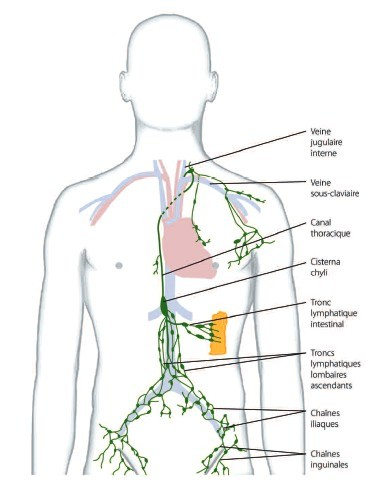 Veine
jugulaire
interne
Veine
sous-claviaire
Canal
thoracique
Cisterna
chyli
Tronc
lymphatique
intestinal
Troncs
lymphatiques
lombaires
ascendants
Chaînes
iliaques
Chaînes
inguinales